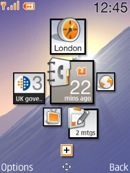 12:45
London
3
UK gove...
22
mins ago
2 mtgs
Options
Back